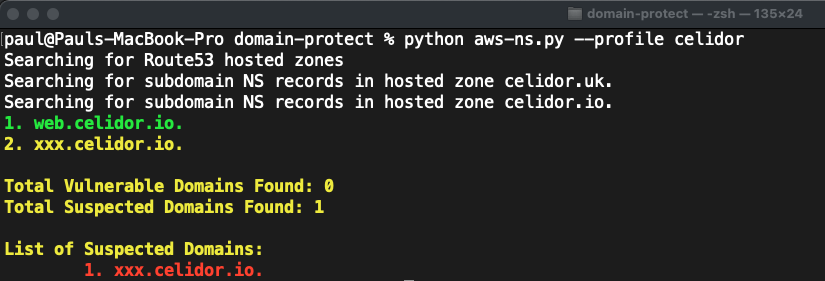 domain-protect — -zsh — 135×24
paul@Pauls-MacBook-Pro domain-protect % python aws-ns.py --profile celidor
Searching for Route53 hosted zones
Searching for subdomain NS records in hosted zone celidor.uk.
Searching for subdomain NS records in hosted zone celidor.io.
1. web.celidor.io.
2. xxx.celidor.io.
Total Vulnerable Domains Found: 0
Total Suspected Domains Found: 1
List of Suspected Domains:
1. xxx.celidor.io.